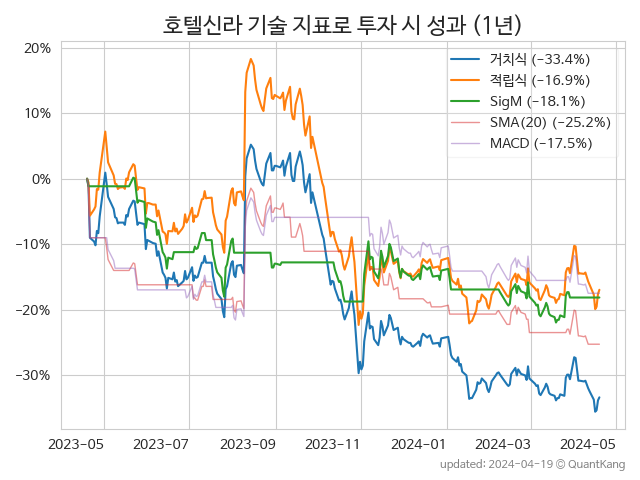 호텔신라 기술 지표로 투자 시 성과 (1년)
20%
10%
0%
−10%
−20%
−30%
거치식 (−33.4%)
적립식 (−16.9%)
SigM (−18.1%)
SMA(20) (−25.2%)
MACD (−17.5%)
2023-05 2023-07 2023-09 2023-11 2024-01 2024-03 2024-05
updated: 2024-04-19 © QuantKang